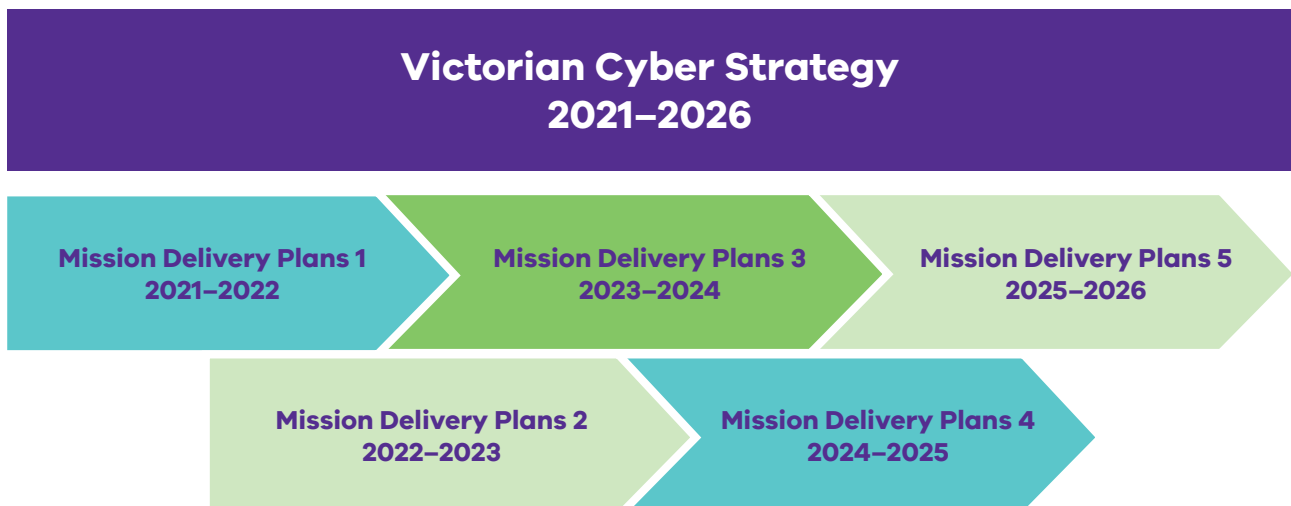 Victorian Cyber Strategy
2021–2026
Mission Delivery Plans 1
2021–2022
Mission Delivery Plans 3
2023–2024
Mission Delivery Plans 5
2025–2026
Mission Delivery Plans 2
2022–2023
Mission Delivery Plans 4
2024–2025